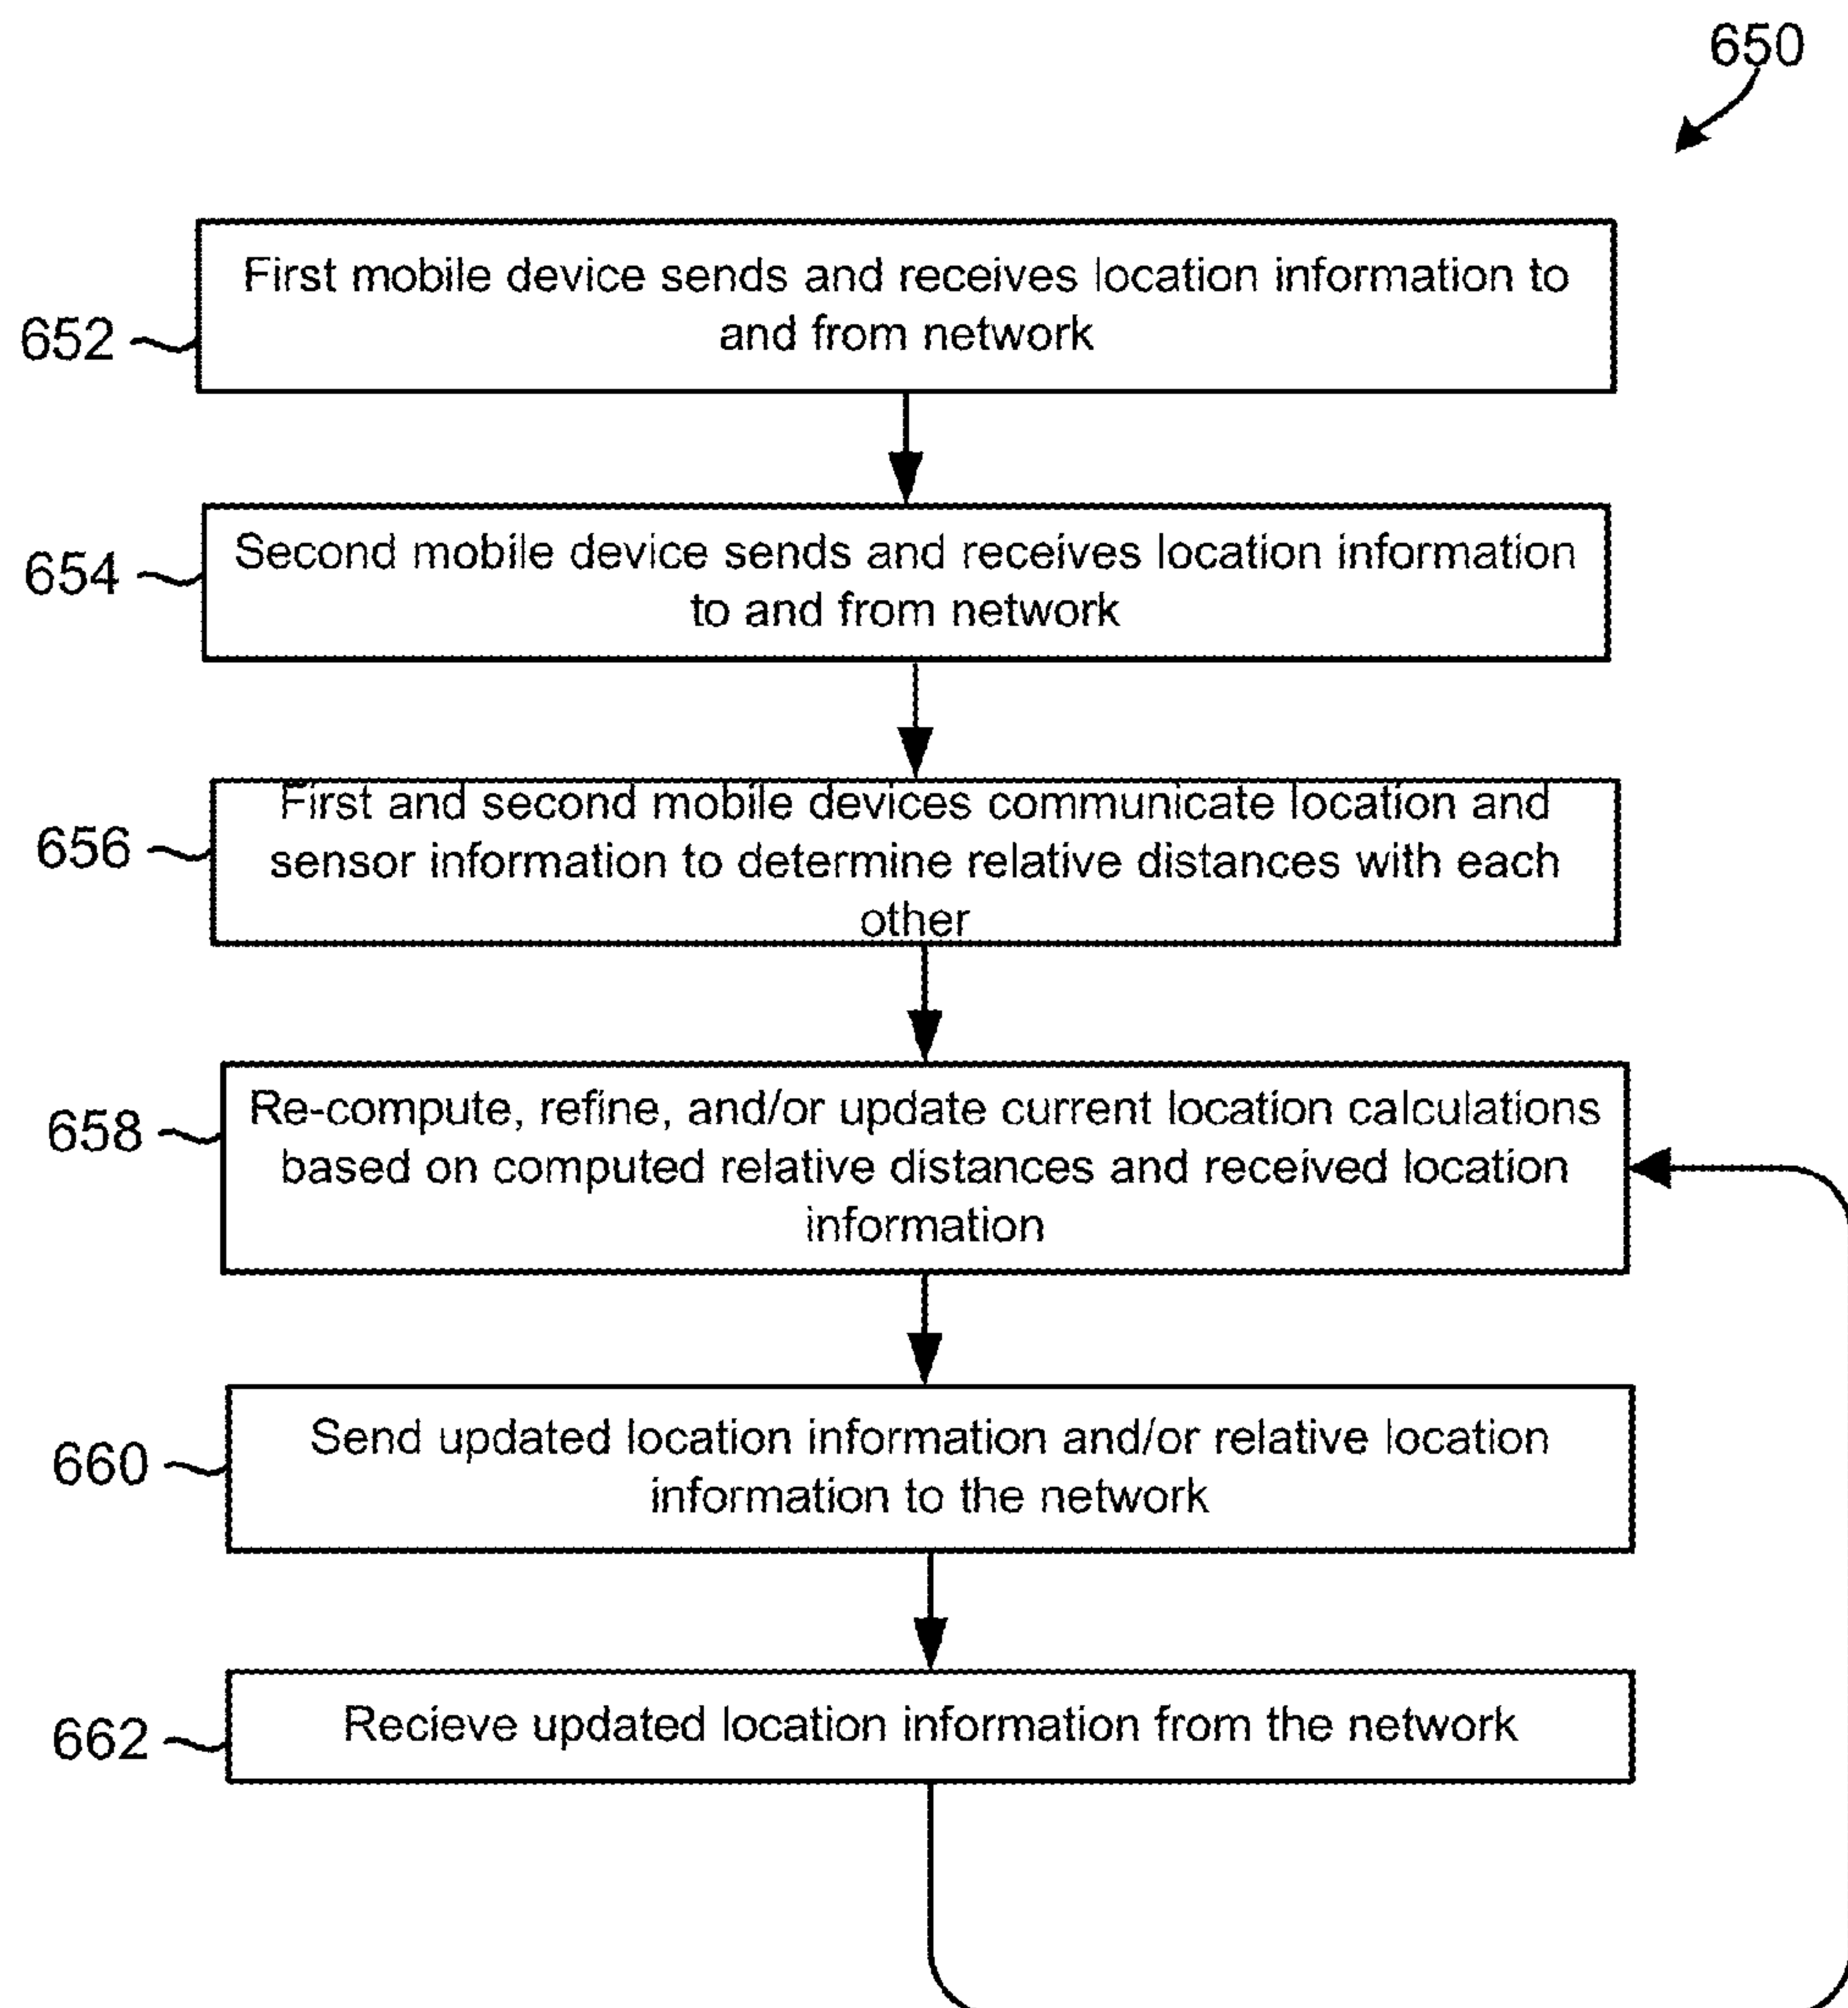 650
652
First mobile device sends and receives location information to
and from network
654
Second mobile device sends and receives location information
to and from network
656
First and second mobile devices communicate location and
sensor information to determine relative distances with each
other
658
Re-compute, refine, and/or update current location calculations
based on computed relative distances and received location
information
660
Send updated location information and/or relative location
information to the network
662
Recieve updated location information from the network